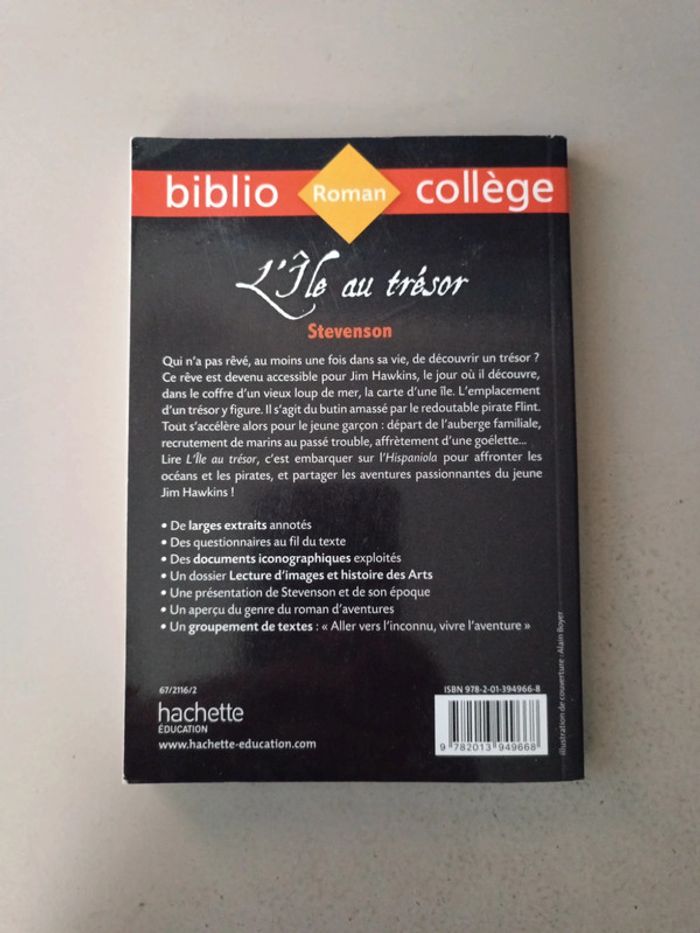 biblio Roman collège
L'Île au trésor
Stevenson
Qui n'a pas rêvé, au moins une fois dans sa vie, de découvrir un trésor ?
Ce rêve est devenu accessible pour Jim Hawkins, le jour où il découvre,
dans le coffre d'un vieux loup de mer, la carte d'une île. L'emplacement
d'un trésor y figure. Il s'agit du butin amassé par le redoutable pirate Flint.
Tout s'accélère alors pour le jeune garçon : départ de l'auberge familiale,
recrutement de marins au passé trouble, affrètement d'une goélette...
Lire L'Île au trésor, c'est embarquer sur l'Hispaniola pour affronter les
océans et les pirates, et partager les aventures passionnantes du jeune
Jim Hawkins !
• De larges extraits annotés
• Des questionnaires au fil du texte
• Des documents iconographiques exploités
• Un dossier Lecture d'images et histoire des Arts
• Une présentation de Stevenson et de son époque
• Un aperçu du genre du roman d'aventures
• Un groupement de textes : « Aller vers l'inconnu, vivre l'aventure »
67/2116/2
hachette
ÉDUCATION
www.hachette-education.com
ISBN 978-2-01-394966-8
9 782013 949668
illustration de couverture : Alain Boyer